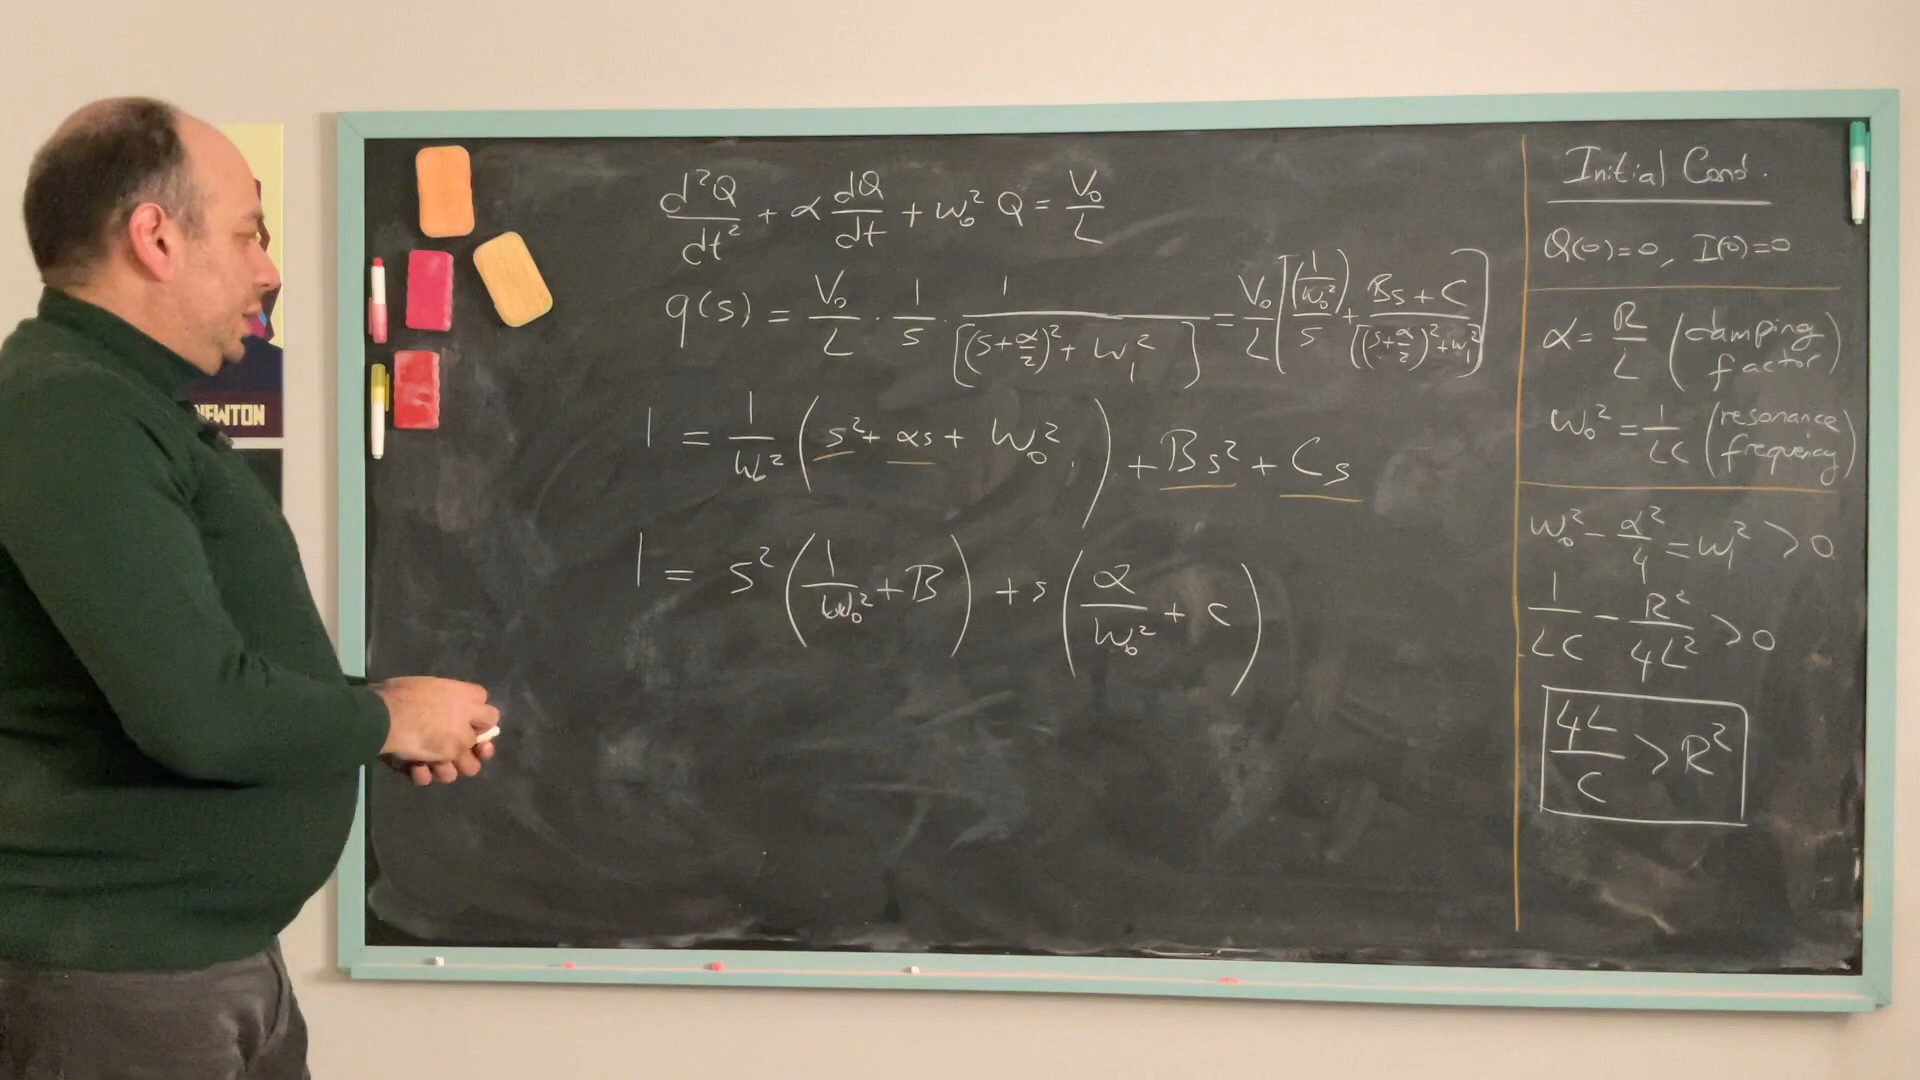 d²Q/dt² + α dQ/dt + ω₀² Q = V₀/L
q(s) = V₀/L · 1/s · 1/[(s+α/2)² + ω₁²] = V₀/L [(1/ω₀²)/s + (Bs + C)/((s+α/2)² + ω₁²)]
1 = 1/ω₀² (s² + αs + ω₀²) + Bs² + Cs
1 = s² (1/ω₀² + B) + s (α/ω₀² + C)
Initial Cond.
Q(0)=0, I(0)=0
α = R/L (damping factor)
ω₀² = 1/LC (resonance frequency)
ω₀² - α²/4 = ω₁² > 0
1/LC - R²/4L² > 0
4L/C > R²
NEWTON